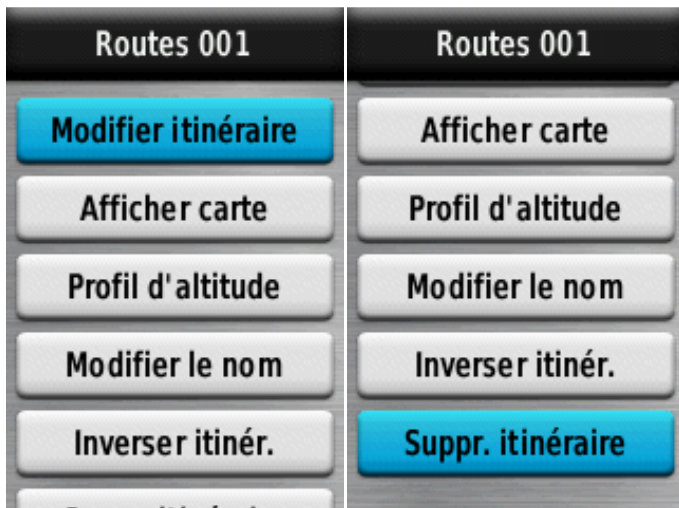 Routes 001
Modifier itinéraire
Afficher carte
Profil d'altitude
Modifier le nom
Inverser itinér.
Routes 001
Afficher carte
Profil d'altitude
Modifier le nom
Inverser itinér.
Suppr. itinéraire